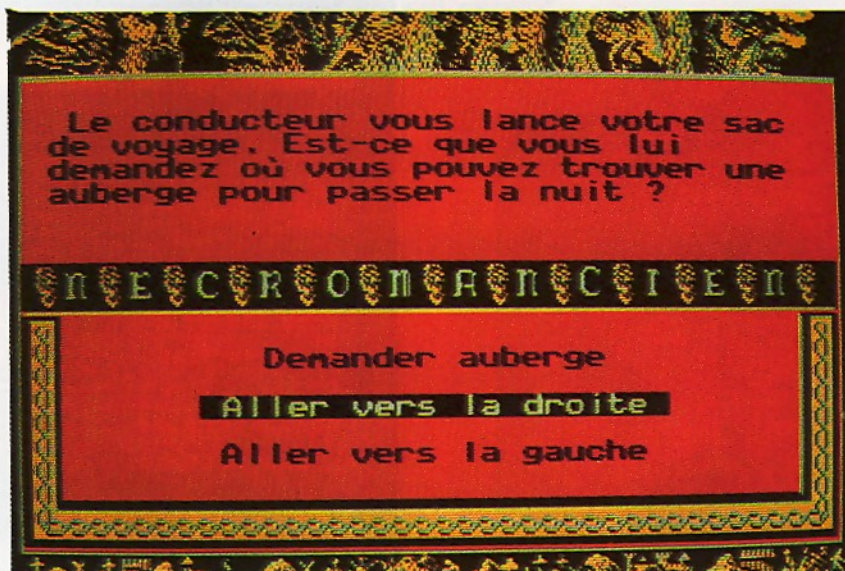 Le conducteur vous lance votre sac
de voyage. Est-ce que vous lui
demandez où vous pouvez trouver une
auberge pour passer la nuit ?
NECROMANCIEN
Demander auberge
Aller vers la droite
Aller vers la gauche